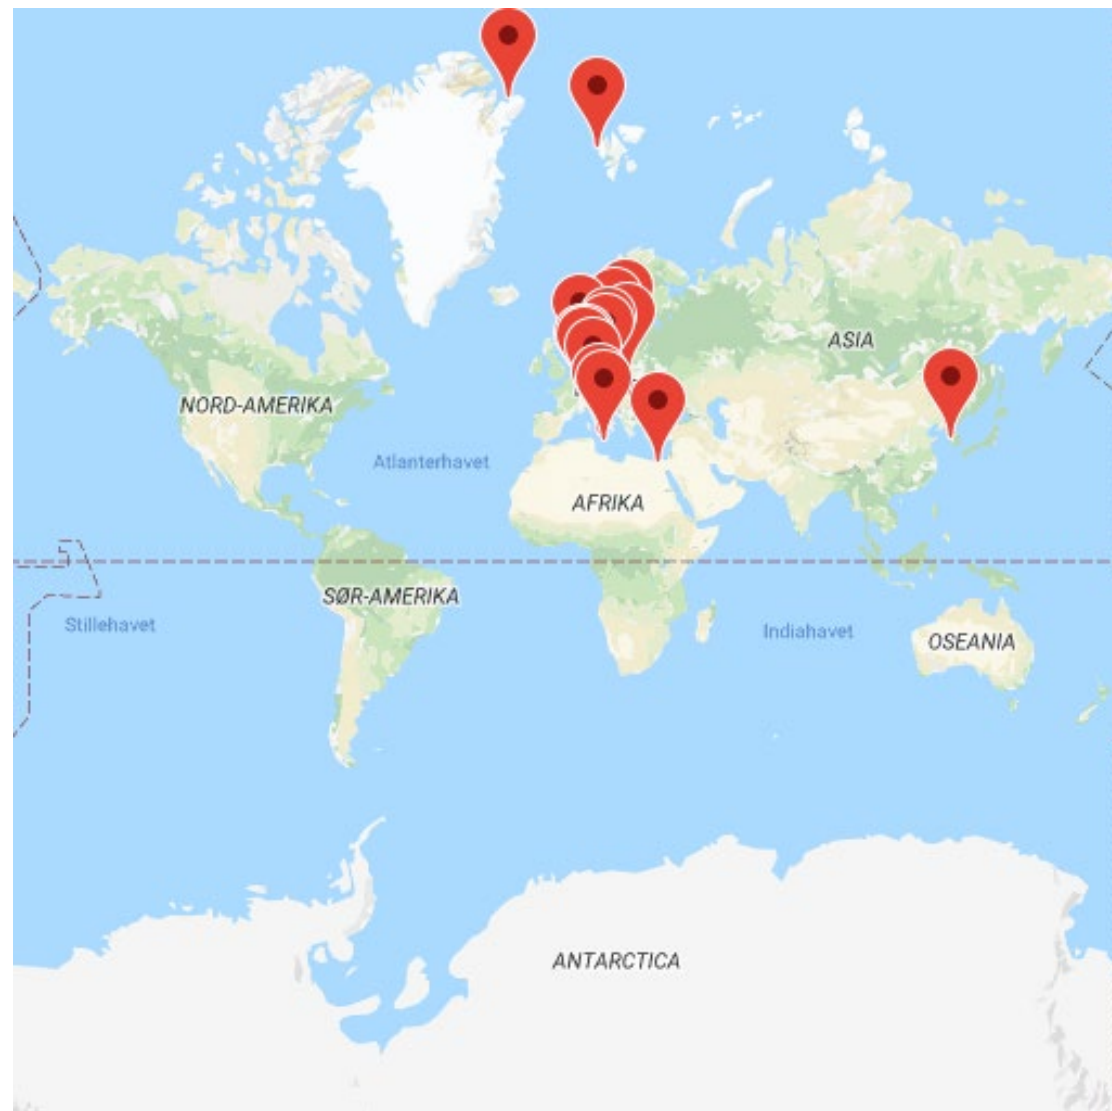 ASIA
NORD-AMERIKA
Atlanterhavet
AFRIKA
SØR-AMERIKA
Stillehavet
Indiahavet
OSEANIA
ANTARCTICA